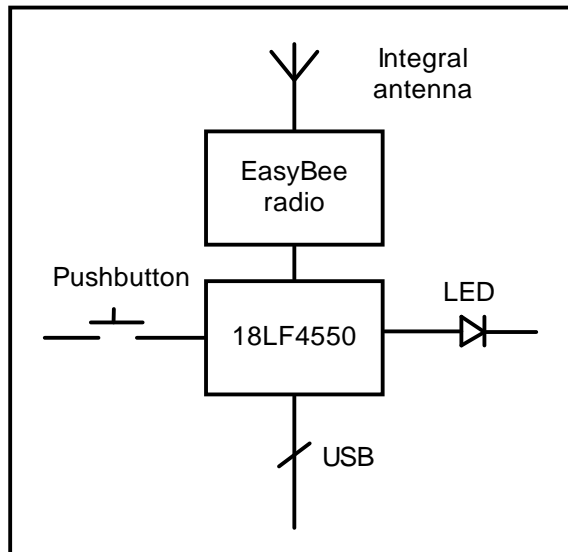 Integral
antenna
EasyBee
radio
Pushbutton
LED
18LF4550
USB